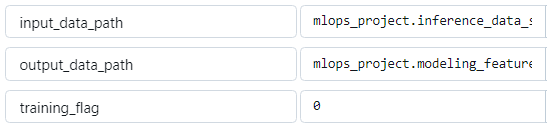 input_data_path mlops_project.inference_data_
output_data_path mlops_project.modeling_feature
training_flag 0